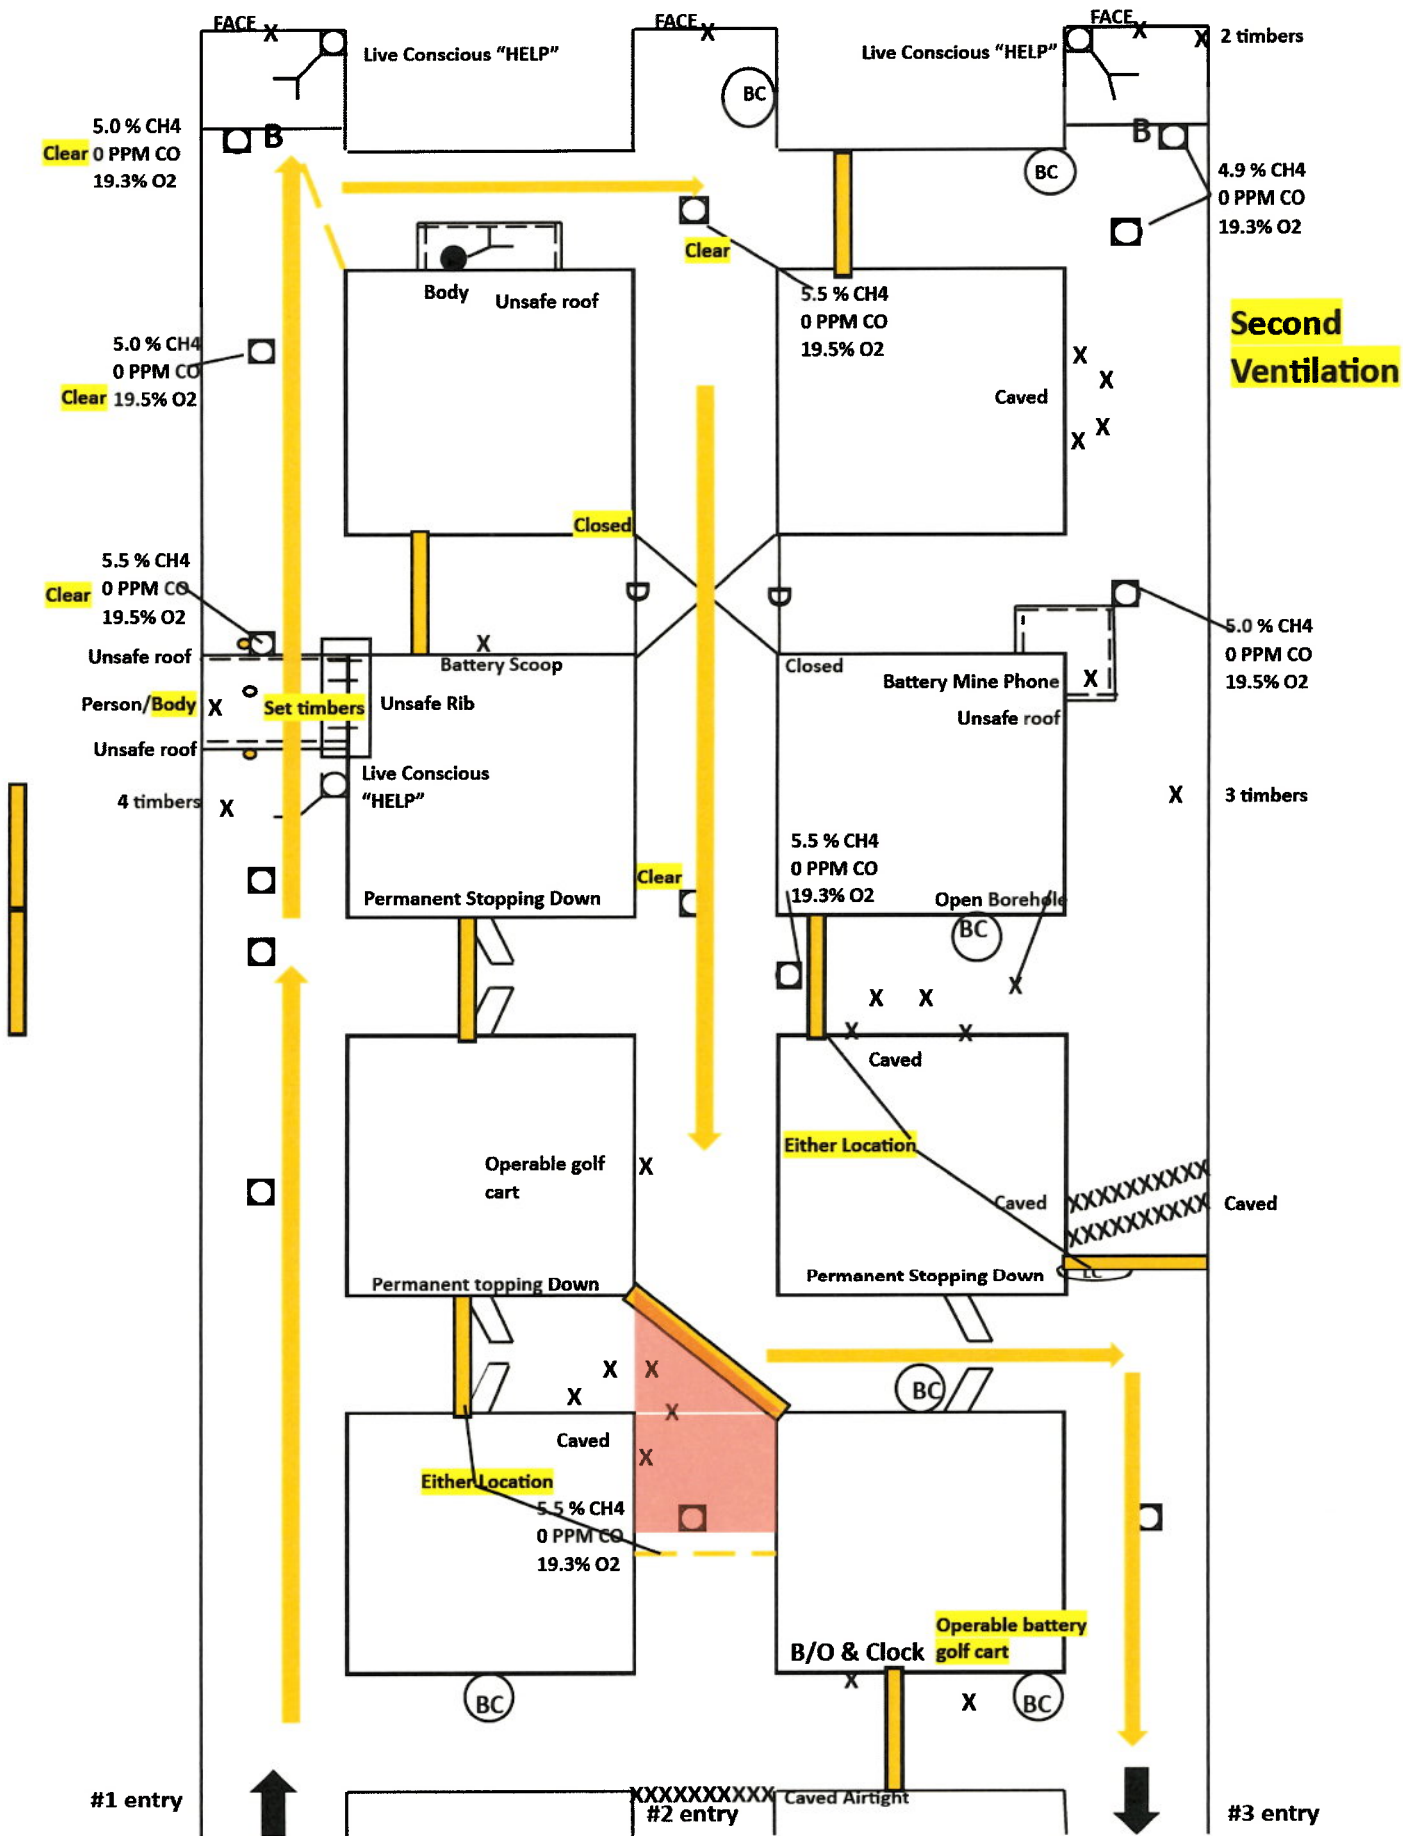 FACE X
FACE X
FACE X
X 2 timbers
Live Conscious “HELP”
Live Conscious “HELP”
BC
5.0 % CH4
Clear 0 PPM CO
19.3% O2
B
B
BC
4.9 % CH4
0 PPM CO
19.3% O2
Clear
Body
Unsafe roof
5.5 % CH4
0 PPM CO
19.5% O2
Second
Ventilation
5.0 % CH4
0 PPM CO
Clear 19.5% O2
X
X
Caved
X
X
Closed
5.5 % CH4
Clear 0 PPM CO
19.5% O2
D
D
X
Battery Scoop
Closed
5.0 % CH4
0 PPM CO
19.5% O2
Unsafe roof
Person/Body X
Set timbers
Unsafe Rib
Battery Mine Phone X
Unsafe roof
Unsafe roof
Live Conscious
“HELP”
4 timbers X
X 3 timbers
5.5 % CH4
0 PPM CO
19.3% O2
Clear
Permanent Stopping Down
Open Borehole
BC
X
X X
X X
Caved
Either Location
Operable golf
cart
X
Caved
XXXXXXXXXX
XXXXXXXXXX
Caved
Permanent topping Down
Permanent Stopping Down
LC
X X
X
X
BC
Caved
X
Either Location
5.5 % CH4
0 PPM CO
19.3% O2
Operable battery
golf cart
B/O & Clock
X
X
BC
BC
#1 entry
XXXXXXXXXX
#2 entry
Caved Airtight
#3 entry